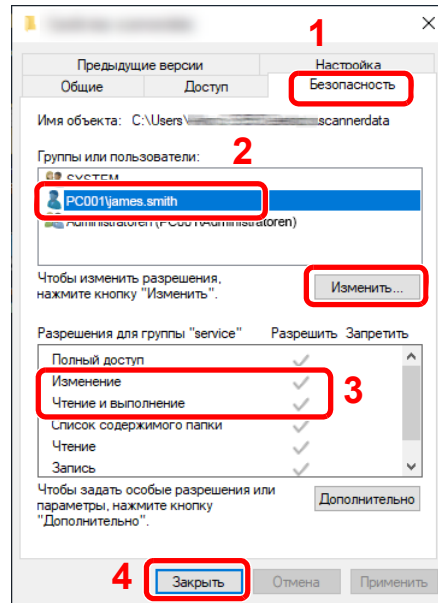 1
Предыдущие версии Настройка
Общие Доступ Безопасность
Имя объекта: C:\Users\ scannerdata
Группы или пользователи:
2
SYSTEM
PC001\james.smith
Administratoren (PC001\Administratoren)
Чтобы изменить разрешения,
нажмите кнопку "Изменить".
Изменить...
Разрешения для группы "service" Разрешить Запретить
Полный доступ
Изменение
Чтение и выполнение
3
Список содержимого папки
Чтение
Запись
Чтобы задать особые разрешения или
параметры, нажмите кнопку
"Дополнительно".
Дополнительно
4
Закрыть Отмена Применить